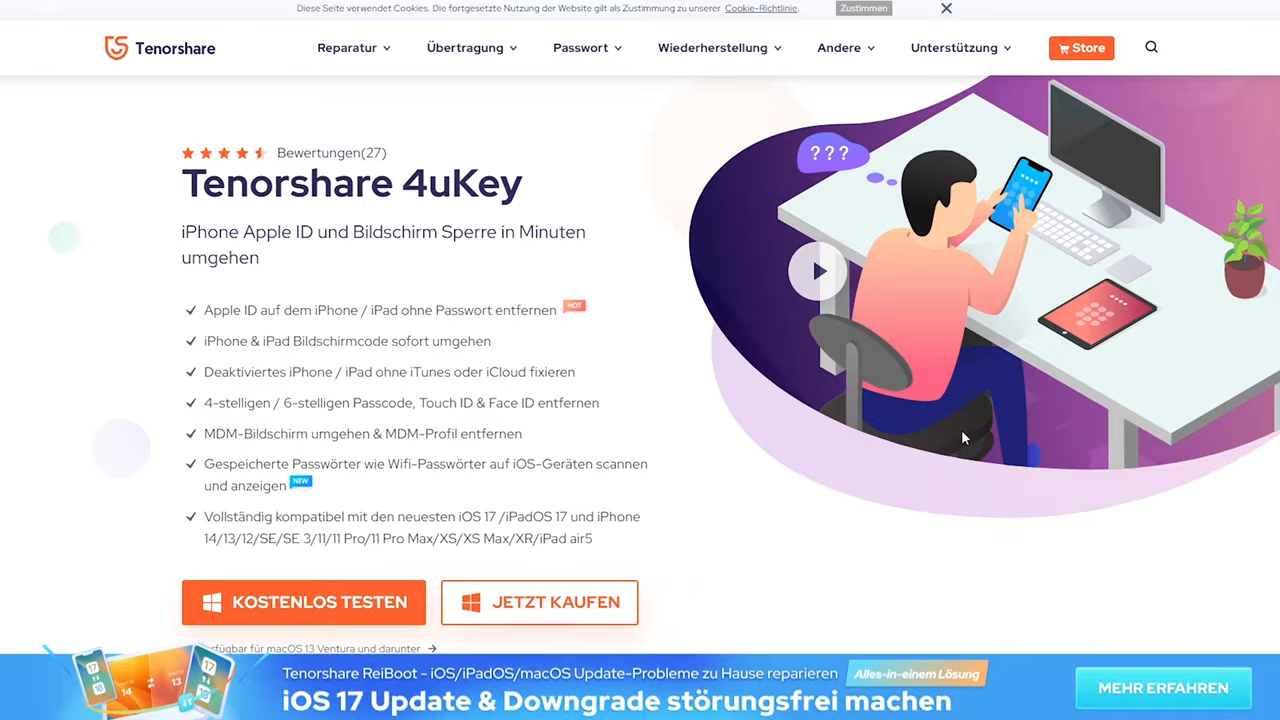 Diese Seite verwendet Cookies. Die fortgesetzte Nutzung der Website gilt als Zustimmung zu unserer Cookie-Richtlinie. Zustimmen
Tenorshare Reparatur Übertragung Passwort Wiederherstellung Andere Unterstützung Store
Bewertungen(27)
Tenorshare 4uKey
iPhone Apple ID und Bildschirm Sperre in Minuten
umgehen
Apple ID auf dem iPhone / iPad ohne Passwort entfernen HOT
iPhone & iPad Bildschirmcode sofort umgehen
Deaktiviertes iPhone / iPad ohne iTunes oder iCloud fixieren
4-stelligen / 6-stelligen Passcode, Touch ID & Face ID entfernen
MDM-Bildschirm umgehen & MDM-Profil entfernen
Gespeicherte Passwörter wie Wifi-Passwörter auf iOS-Geräten scannen
und anzeigen NEW
Vollständig kompatibel mit den neuesten iOS 17 /iPadOS 17 und iPhone
14/13/12/SE/SE 3/11/11 Pro/11 Pro Max/XS/XS Max/XR/iPad air5
KOSTENLOS TESTEN JETZT KAUFEN
für macOS 13 Ventura und darunter
???
Tenorshare ReiBoot - iOS/iPadOS/macOS Update-Probleme zu Hause reparieren Alles-in-einem Lösung
iOS 17 Update & Downgrade störungsfrei machen
MEHR ERFAHREN